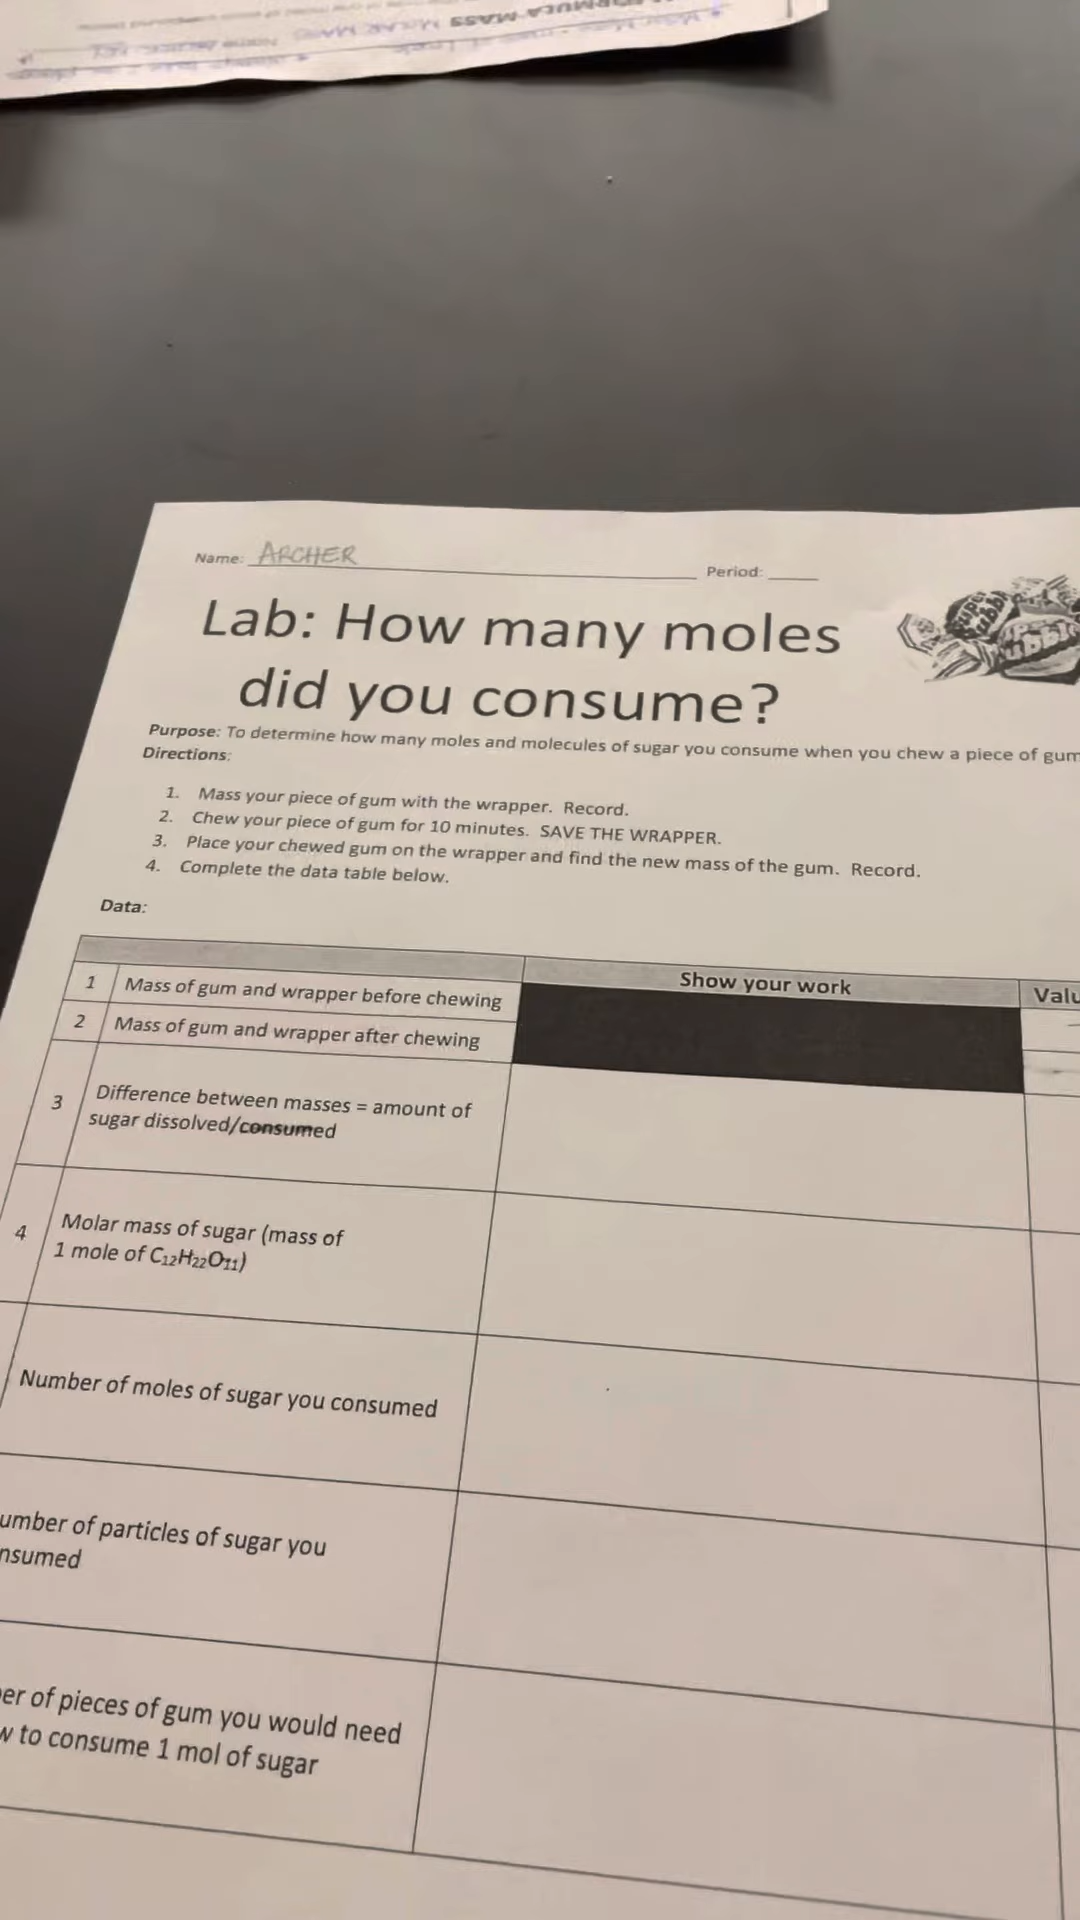 FORMULA MASS MOLAR MASS
Name: ARCHER Period:
Lab: How many moles
did you consume?
Purpose: To determine how many moles and molecules of sugar you consume when you chew a piece of gum
Directions:
1. Mass your piece of gum with the wrapper. Record.
2. Chew your piece of gum for 10 minutes. SAVE THE WRAPPER.
3. Place your chewed gum on the wrapper and find the new mass of the gum. Record.
4. Complete the data table below.
Data:
Show your work Valu
1 Mass of gum and wrapper before chewing
2 Mass of gum and wrapper after chewing
3 Difference between masses = amount of
sugar dissolved/consumed
4 Molar mass of sugar (mass of
1 mole of C₁₂H₂₂O₁₁)
Number of moles of sugar you consumed
umber of particles of sugar you
nsumed
er of pieces of gum you would need
w to consume 1 mol of sugar